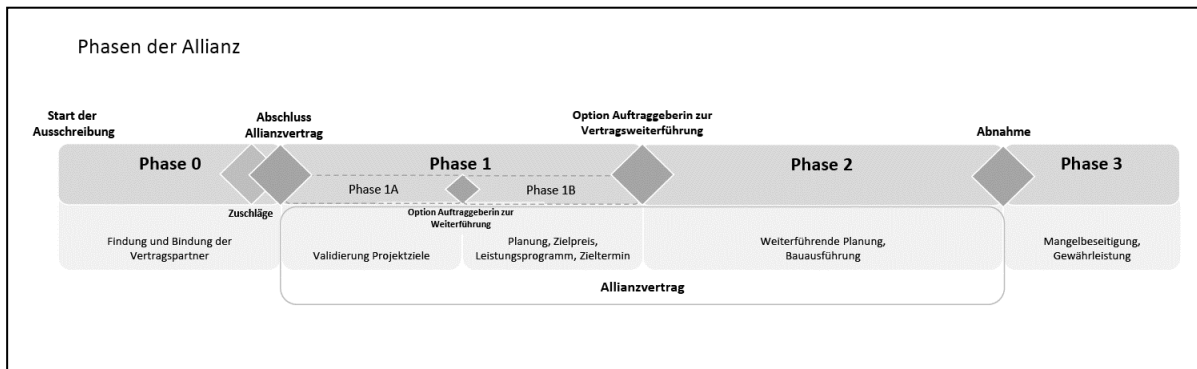 Phasen der Allianz
Start der
Ausschreibung
Abschluss
Allianzvertrag
Option Auftraggeberin zur
Vertragsweiterführung
Abnahme
Phase 0
Phase 1
Phase 2
Phase 3
Phase 1A
Phase 1B
Zuschläge
Option Auftraggeberin zur
Weiterführung
Findung und Bindung der
Vertragspartner
Validierung Projektziele
Planung, Zielpreis,
Leistungsprogramm, Zieltermin
Weiterführende Planung,
Bauausführung
Mangelbeseitigung,
Gewährleistung
Allianzvertrag